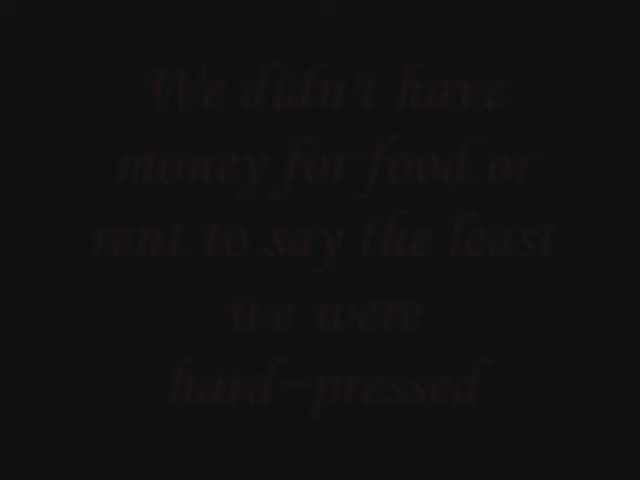 We didn't have
money for food or
rent to say the least
we were
hard~pressed